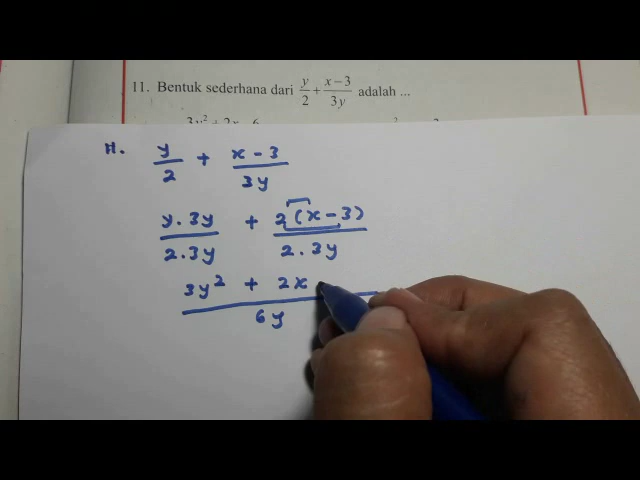 11. Bentuk sederhana dari y/2 + x−3/3y adalah ...
11. y/2 + x − 3/3y
y . 3y/2 . 3y + 2 (x − 3)/2 . 3y
3y² + 2x/6y